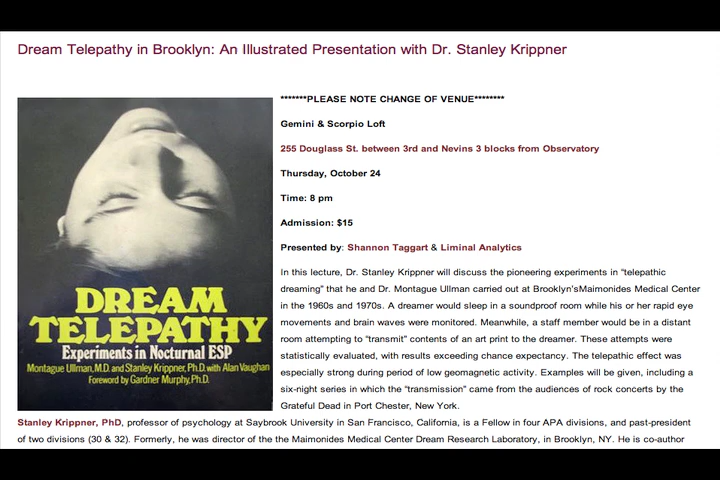 Dream Telepathy in Brooklyn: An Illustrated Presentation with Dr. Stanley Krippner
DREAM
TELEPATHY
Experiments in Nocturnal ESP
Montague Ullman, M.D. and Stanley Krippner, Ph.D. with Alan Vaughan
Foreword by Gardner Murphy, Ph.D.
*******PLEASE NOTE CHANGE OF VENUE********
Gemini & Scorpio Loft
255 Douglass St. between 3rd and Nevins 3 blocks from Observatory
Thursday, October 24
Time: 8 pm
Admission: $15
Presented by: Shannon Taggart & Liminal Analytics
In this lecture, Dr. Stanley Krippner will discuss the pioneering experiments in “telepathic
dreaming” that he and Dr. Montague Ullman carried out at Brooklyn’sMaimonides Medical Center
in the 1960s and 1970s. A dreamer would sleep in a soundproof room while his or her rapid eye
movements and brain waves were monitored. Meanwhile, a staff member would be in a distant
room attempting to “transmit” contents of an art print to the dreamer. These attempts were
statistically evaluated, with results exceeding chance expectancy. The telepathic effect was
especially strong during period of low geomagnetic activity. Examples will be given, including a
six-night series in which the “transmission” came from the audiences of rock concerts by the
Grateful Dead in Port Chester, New York.
Stanley Krippner, PhD, professor of psychology at Saybrook University in San Francisco, California, is a Fellow in four APA divisions, and past-president
of two divisions (30 & 32). Formerly, he was director of the the Maimonides Medical Center Dream Research Laboratory, in Brooklyn, NY. He is co-author